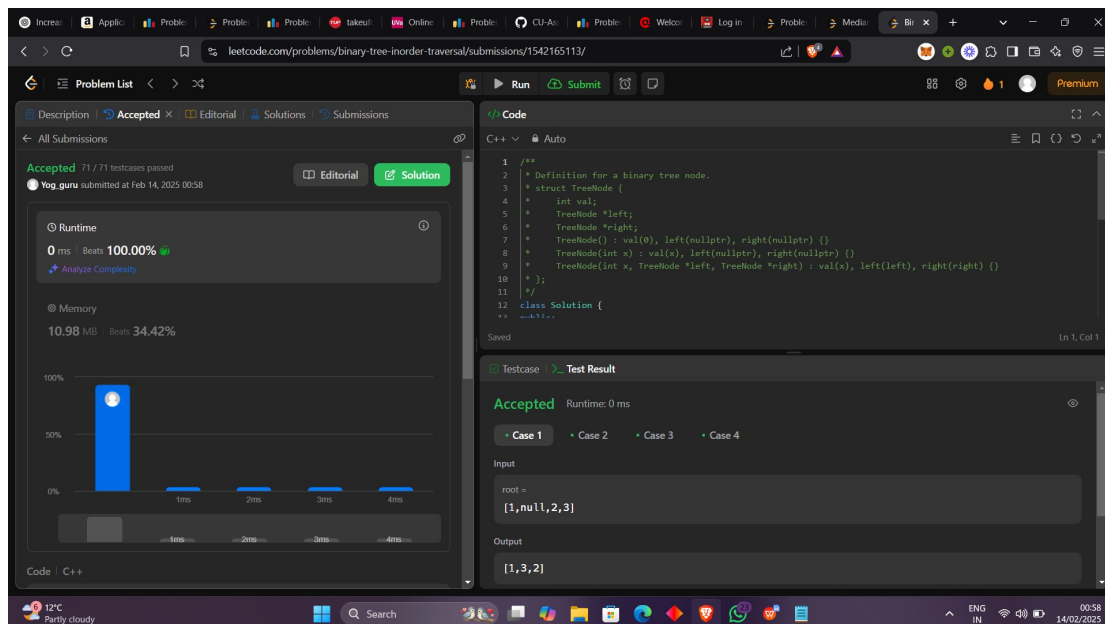 Increas
Applic
Proble
Proble
Proble
takeuf
Online
Proble
CU-As
Proble
Welcor
Log in
Proble
Media
Bi
leetcode.com/problems/binary-tree-inorder-traversal/submissions/1542165113/
Problem List
Run
Submit
1
Premium
Description
Accepted
Editorial
Solutions
Submissions
All Submissions
Accepted 71 / 71 testcases passed
Yog_guru submitted at Feb 14, 2025 00:58
Editorial
Solution
Runtime
0 ms Beats 100.00%
Analyze Complexity
Memory
10.98 MB Beats 34.42%
100%
50%
0%
1ms 2ms 3ms 4ms
1ms 2ms 3ms 4ms
Code C++
</> Code
C++ Auto
1 /**
2 * Definition for a binary tree node.
3 * struct TreeNode {
4 * int val;
5 * TreeNode *left;
6 * TreeNode *right;
7 * TreeNode() : val(0), left(nullptr), right(nullptr) {}
8 * TreeNode(int x) : val(x), left(nullptr), right(nullptr) {}
9 * TreeNode(int x, TreeNode *left, TreeNode *right) : val(x), left(left), right(right) {}
10 * };
11 */
12 class Solution {
13 public:
Saved
Ln 1, Col 1
Testcase
>_ Test Result
Accepted Runtime: 0 ms
Case 1
Case 2
Case 3
Case 4
Input
root =
[1,null,2,3]
Output
[1,3,2]
6
12°C
Partly cloudy
Search
ENG
IN
00:58
14/02/2025